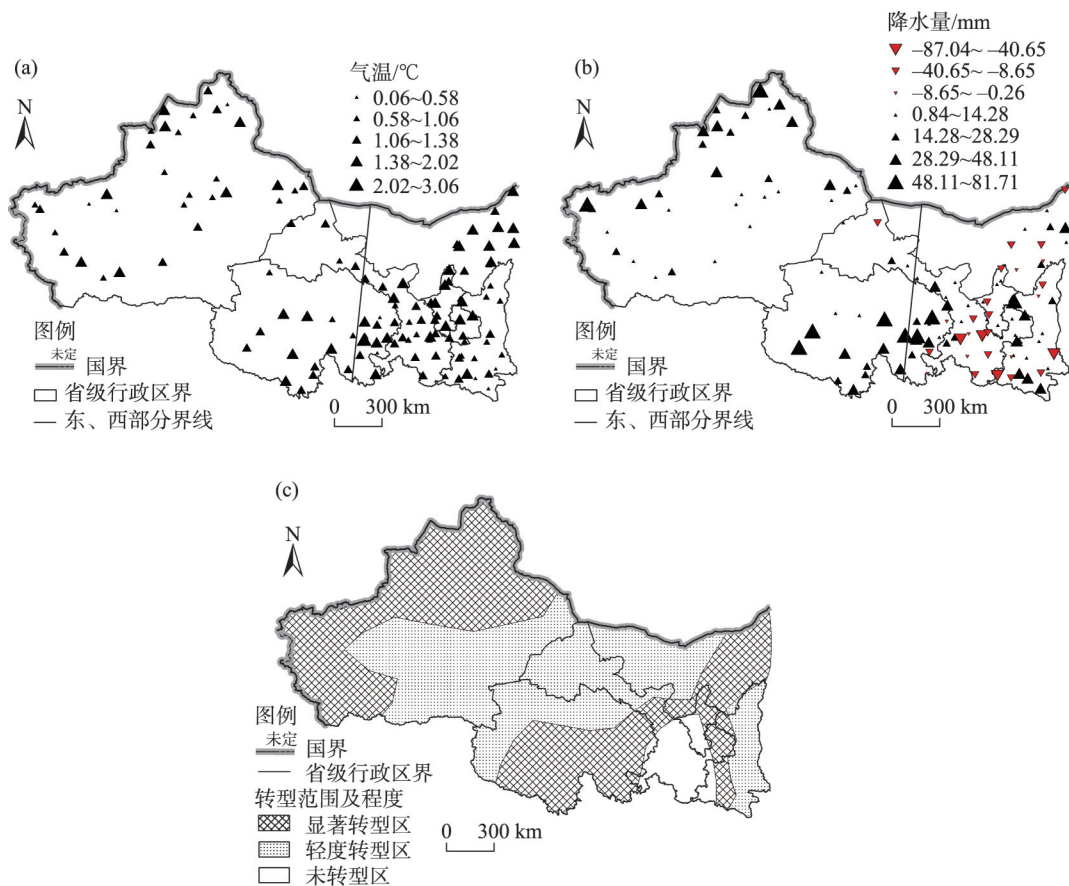 (a)
N
气温/℃
0.06~0.58
0.58~1.06
1.06~1.38
1.38~2.02
2.02~3.06
图例
未定
国界
省级行政区界
东、西部分界线
0 300 km
(b)
N
降水量/mm
–87.04~ –40.65
–40.65~ –8.65
–8.65~ –0.26
0.84~14.28
14.28~28.29
28.29~48.11
48.11~81.71
图例
未定
国界
省级行政区界
东、西部分界线
0 300 km
(c)
N
图例
未定
国界
省级行政区界
转型范围及程度
显著转型区
轻度转型区
未转型区
0 300 km